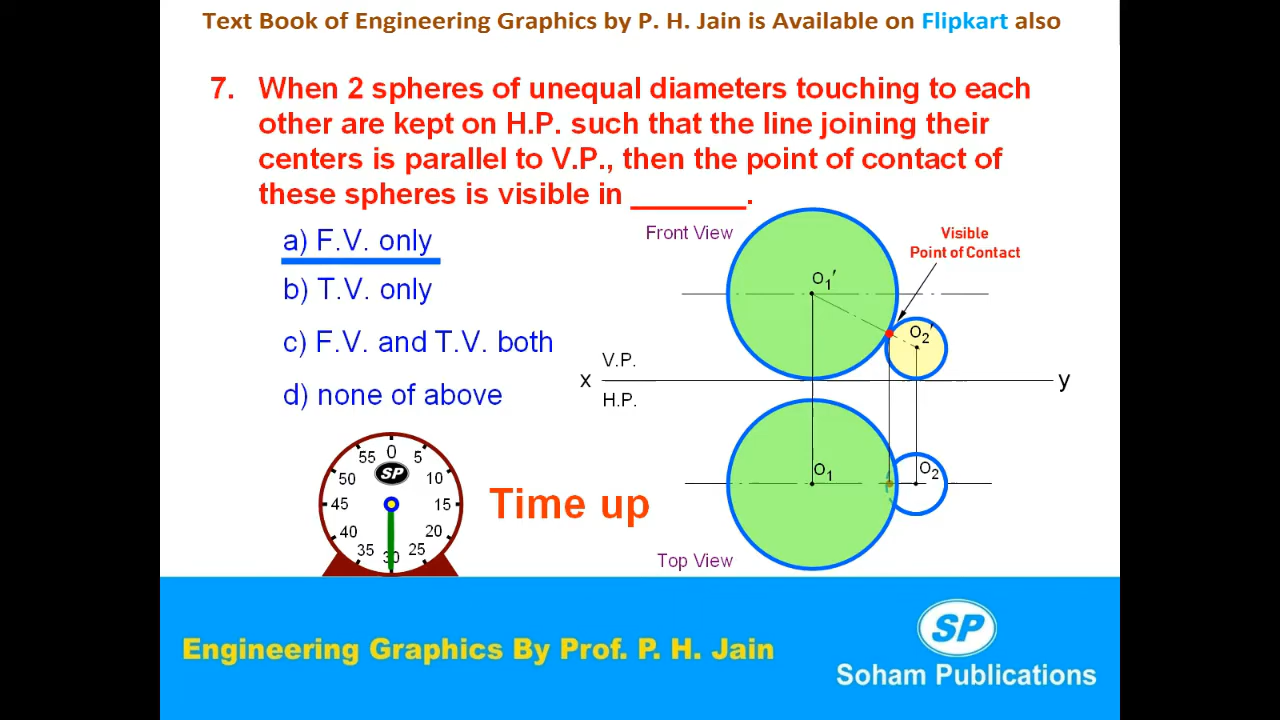 Text Book of Engineering Graphics by P. H. Jain is Available on Flipkart also
7. When 2 spheres of unequal diameters touching to each
other are kept on H.P. such that the line joining their
centers is parallel to V.P., then the point of contact of
these spheres is visible in _______.
a) F.V. only
b) T.V. only
c) F.V. and T.V. both
d) none of above
Front View
Visible
Point of Contact
O1′
O2′
V.P.
x
y
H.P.
O1
O2
Top View
0
5
10
15
20
25
30
35
40
45
50
55
SP
Time up
Engineering Graphics By Prof. P. H. Jain
SP
Soham Publications